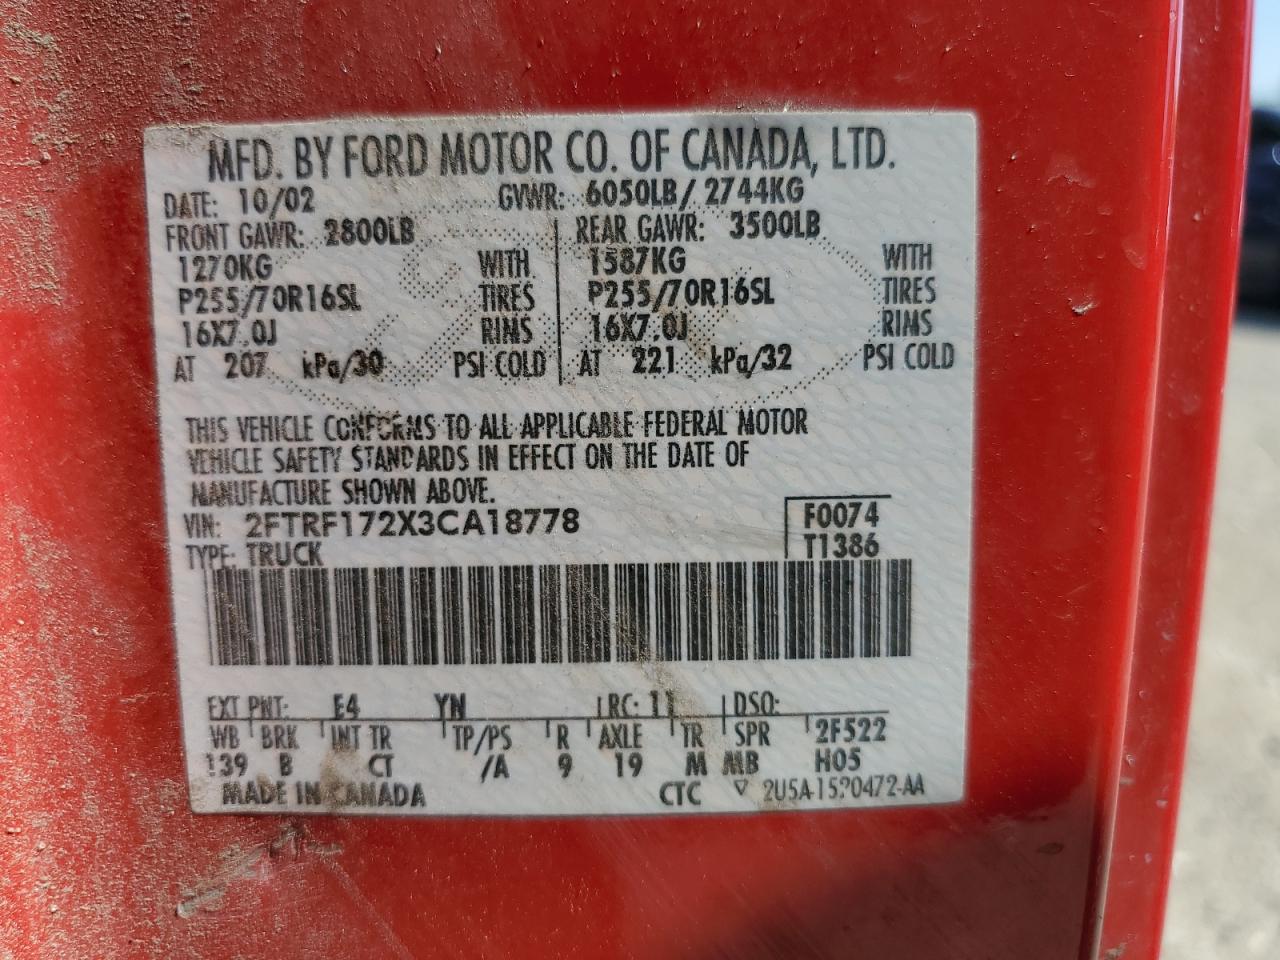 MFD. BY FORD MOTOR CO. OF CANADA, LTD.
DATE: 10/02 GVWR: 6050LB/ 2744KG
FRONT GAWR: 2800LB REAR GAWR: 3500LB
1270KG WITH 1587KG WITH
P255/70R16SL TIRES P255/70R16SL TIRES
16X7.0J RIMS 16X7.0J RIMS
AT 207 kPa/30 PSI COLD AT 221 kPa/32 PSI COLD
THIS VEHICLE CONFORMS TO ALL APPLICABLE FEDERAL MOTOR
VEHICLE SAFETY STANDARDS IN EFFECT ON THE DATE OF
MANUFACTURE SHOWN ABOVE.
VIN: 2FTRF172X3CA18778 F0074
TYPE: TRUCK T1386
EXT PNT: E4 YN RC: 11 DSO:
WB BRK INT TR TP/PS R AXLE TR SPR 2F522
139 B CT /A 9 19 M MB H05
MADE IN CANADA CTC ▽ 2U5A-1520472-AA